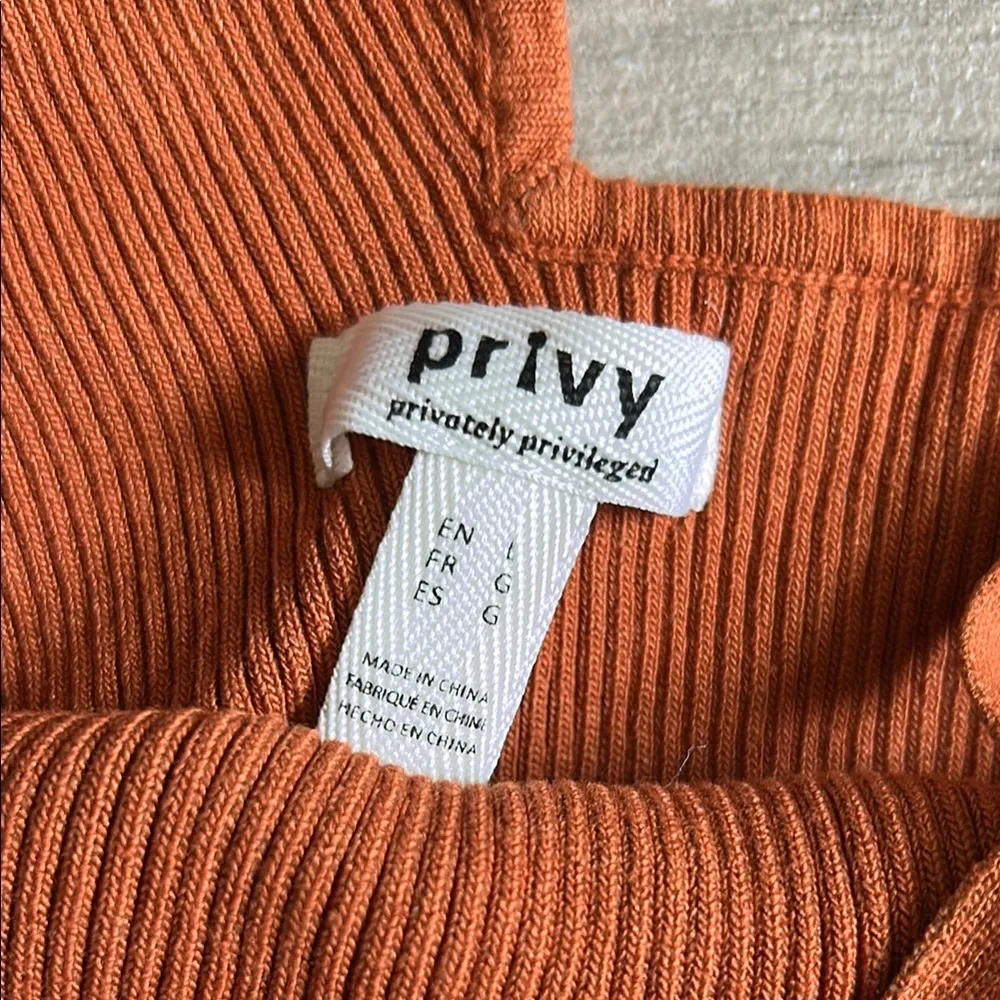 privy
privately privileged
EN L
FR G
ES G
MADE IN CHINA
FABRIQUÉ EN CHINE
HECHO EN CHINA